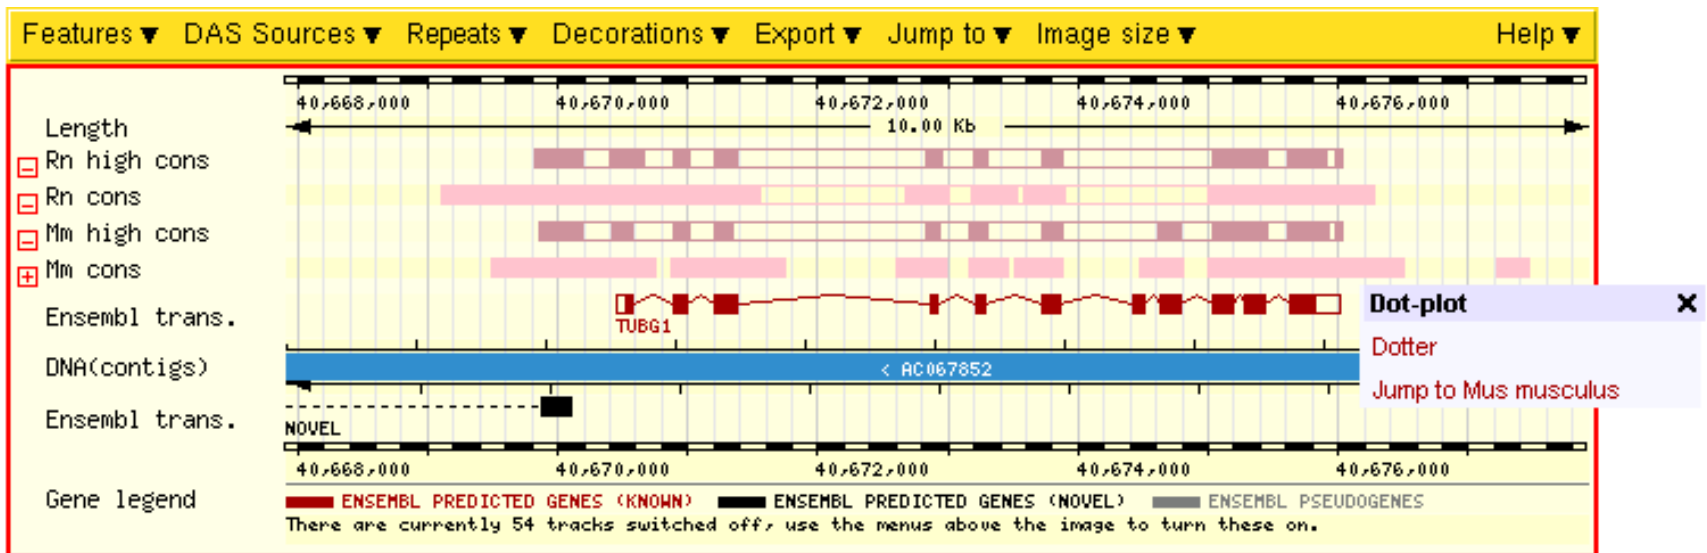 Features ▼ DAS Sources ▼ Repeats ▼ Decorations ▼ Export ▼ Jump to ▼ Image size ▼ Help ▼
40,668,000 40,670,000 40,672,000 40,674,000 40,676,000
Length 10.00 Kb
Rn high cons
Rn cons
Mm high cons
Mm cons
Ensembl trans.
TUBG1
Dot-plot
Dotter
Jump to Mus musculus
DNA(contigs) < AC067852
Ensembl trans.
NOVEL
40,668,000 40,670,000 40,672,000 40,674,000 40,676,000
Gene legend ENSEMBL PREDICTED GENES (KNOWN) ENSEMBL PREDICTED GENES (NOVEL) ENSEMBL PSEUDOGENES
There are currently 54 tracks switched off, use the menus above the image to turn these on.